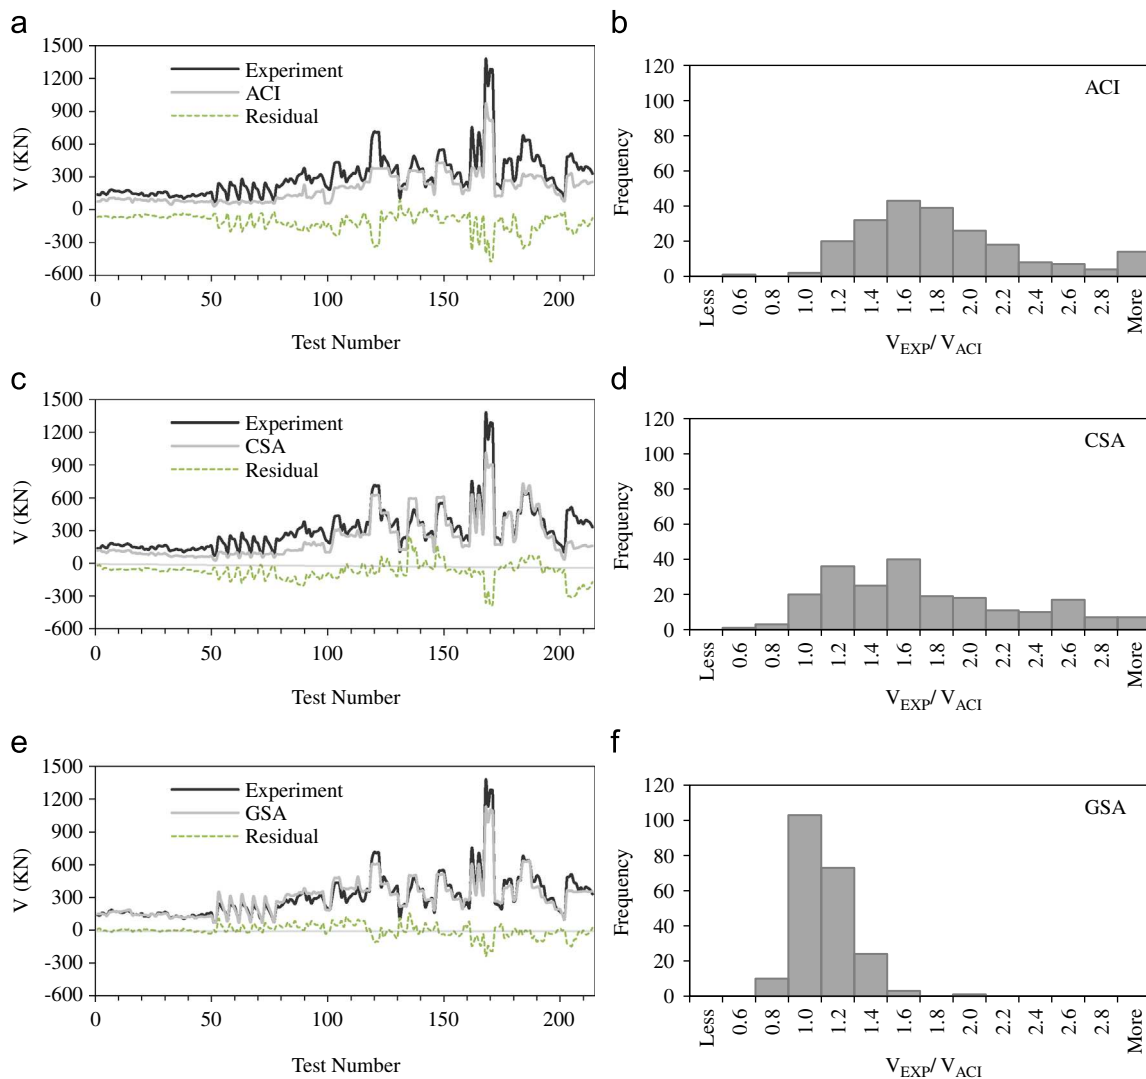 a
1500
1200
900
600
300
0
-300
-600
V (KN)
Experiment
ACI
Residual
0 50 100 150 200
Test Number
b
120
100
80
60
40
20
0
Frequency
ACI
Less 0.6 0.8 1.0 1.2 1.4 1.6 1.8 2.0 2.2 2.4 2.6 2.8 More
VEXP/ VACI
c
1500
1200
900
600
300
0
-300
-600
V (KN)
Experiment
CSA
Residual
0 50 100 150 200
Test Number
d
120
100
80
60
40
20
0
Frequency
CSA
Less 0.6 0.8 1.0 1.2 1.4 1.6 1.8 2.0 2.2 2.4 2.6 2.8 More
VEXP/ VACI
e
1500
1200
900
600
300
0
-300
-600
V (KN)
Experiment
GSA
Residual
0 50 100 150 200
Test Number
f
120
100
80
60
40
20
0
Frequency
GSA
Less 0.6 0.8 1.0 1.2 1.4 1.6 1.8 2.0 2.2 2.4 2.6 2.8 More
VEXP/ VACI